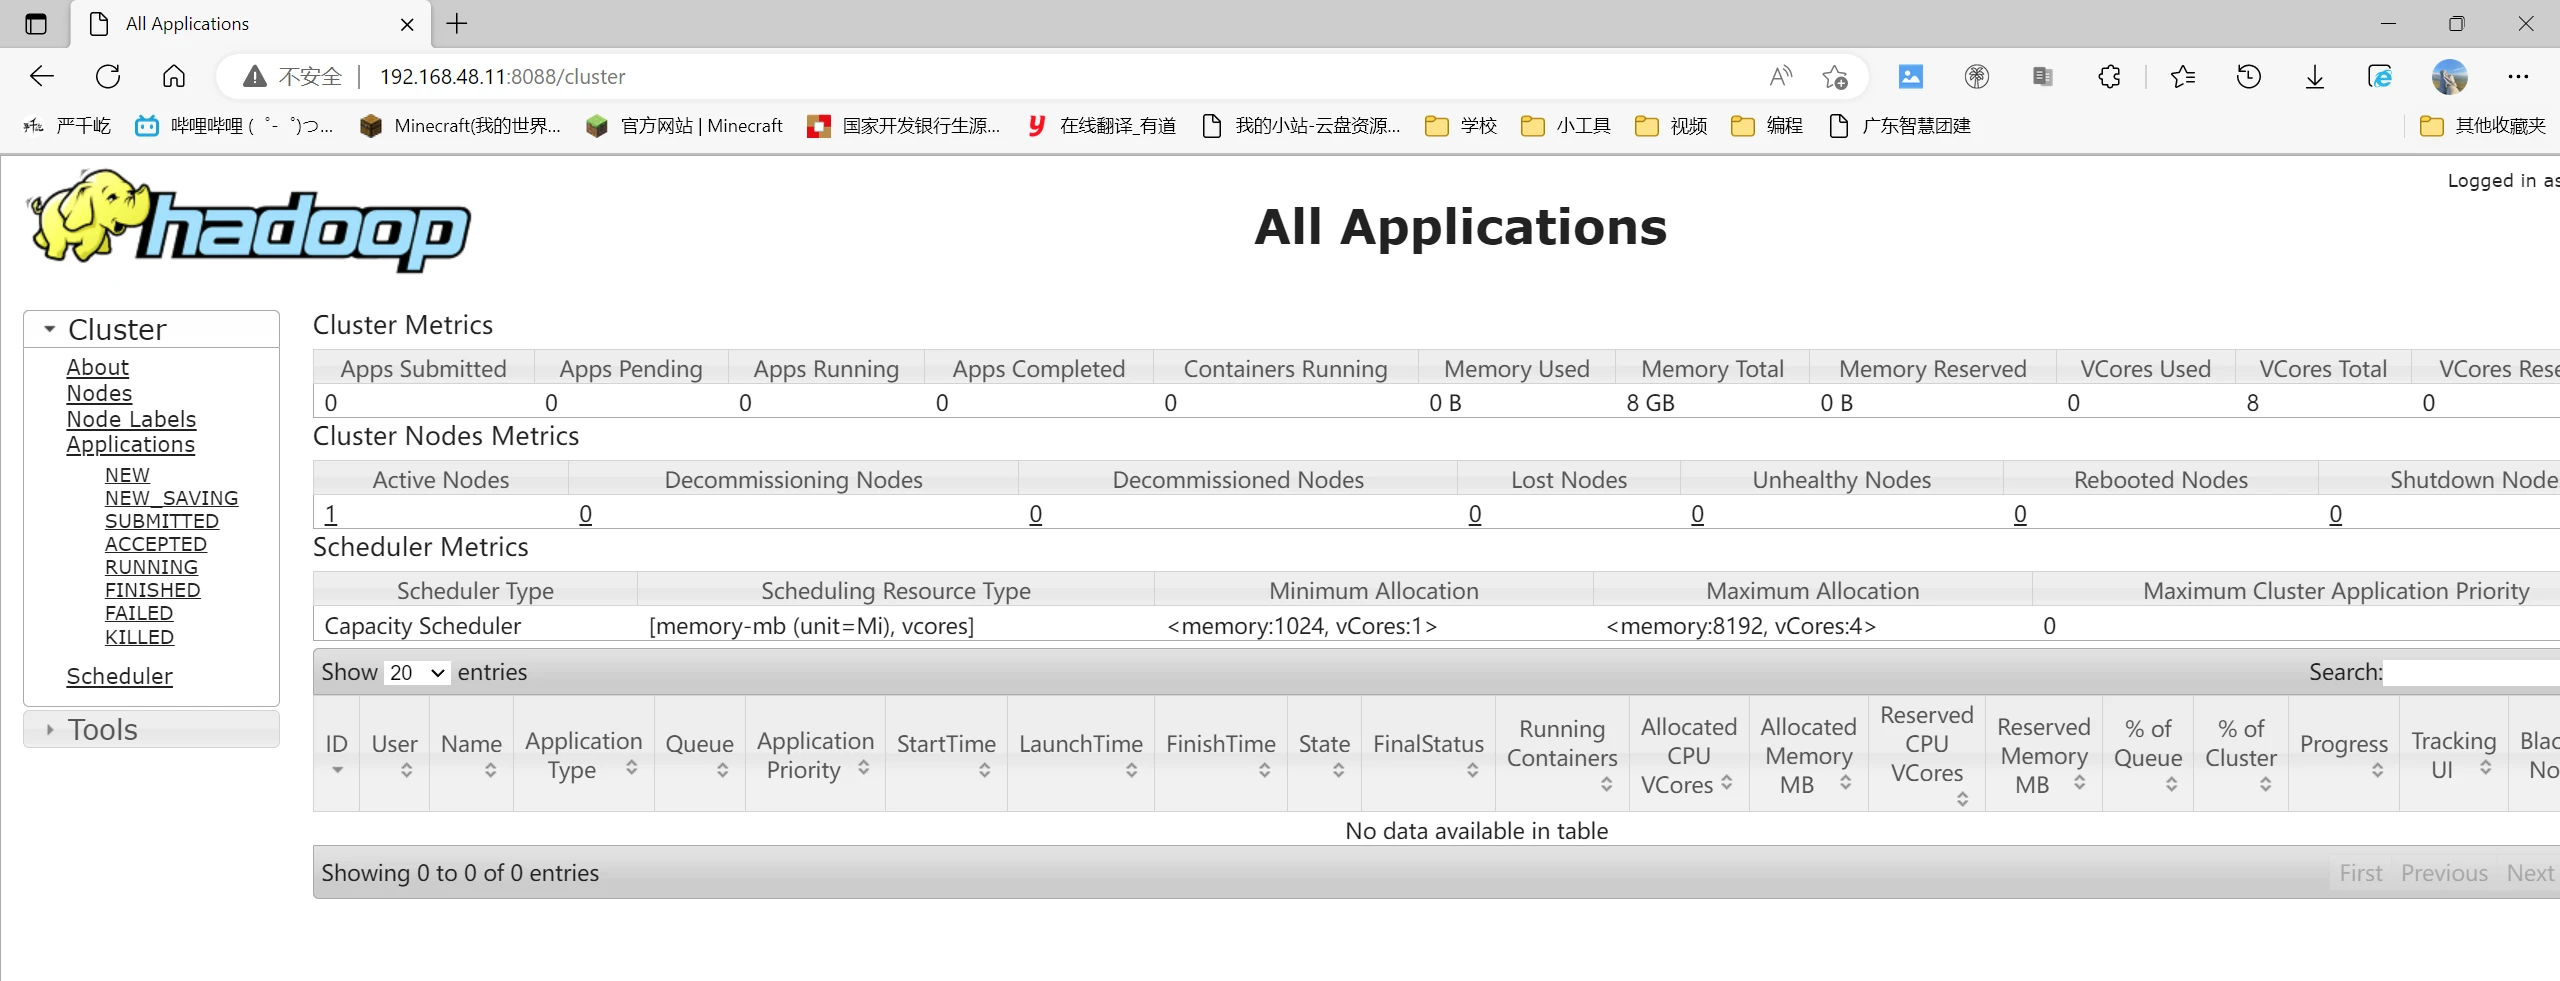 All Applications
不安全 192.168.48.11:8088/cluster
严千屹 哔哩哔哩 ( ゜- ゜)つ... Minecraft(我的世界... 官方网站 | Minecraft 国家开发银行生源... 在线翻译_有道 我的小站-云盘资源... 学校 小工具 视频 编程 广东智慧团建 其他收藏夹
hadoop
All Applications
Logged in as
Cluster
About
Nodes
Node Labels
Applications
NEW
NEW_SAVING
SUBMITTED
ACCEPTED
RUNNING
FINISHED
FAILED
KILLED
Scheduler
Tools
Cluster Metrics
Apps Submitted Apps Pending Apps Running Apps Completed Containers Running Memory Used Memory Total Memory Reserved VCores Used VCores Total VCores Rese
0 0 0 0 0 0 B 8 GB 0 B 0 8 0
Cluster Nodes Metrics
Active Nodes Decommissioning Nodes Decommissioned Nodes Lost Nodes Unhealthy Nodes Rebooted Nodes Shutdown Node
1 0 0 0 0 0 0
Scheduler Metrics
Scheduler Type Scheduling Resource Type Minimum Allocation Maximum Allocation Maximum Cluster Application Priority
Capacity Scheduler [memory-mb (unit=Mi), vcores] <memory:1024, vCores:1> <memory:8192, vCores:4> 0
Show 20 entries Search:
ID User Name Application Type Queue Application Priority StartTime LaunchTime FinishTime State FinalStatus Running Containers Allocated CPU VCores Allocated Memory MB Reserved CPU VCores Reserved Memory MB % of Queue % of Cluster Progress Tracking UI Blac No
No data available in table
Showing 0 to 0 of 0 entries First Previous Next